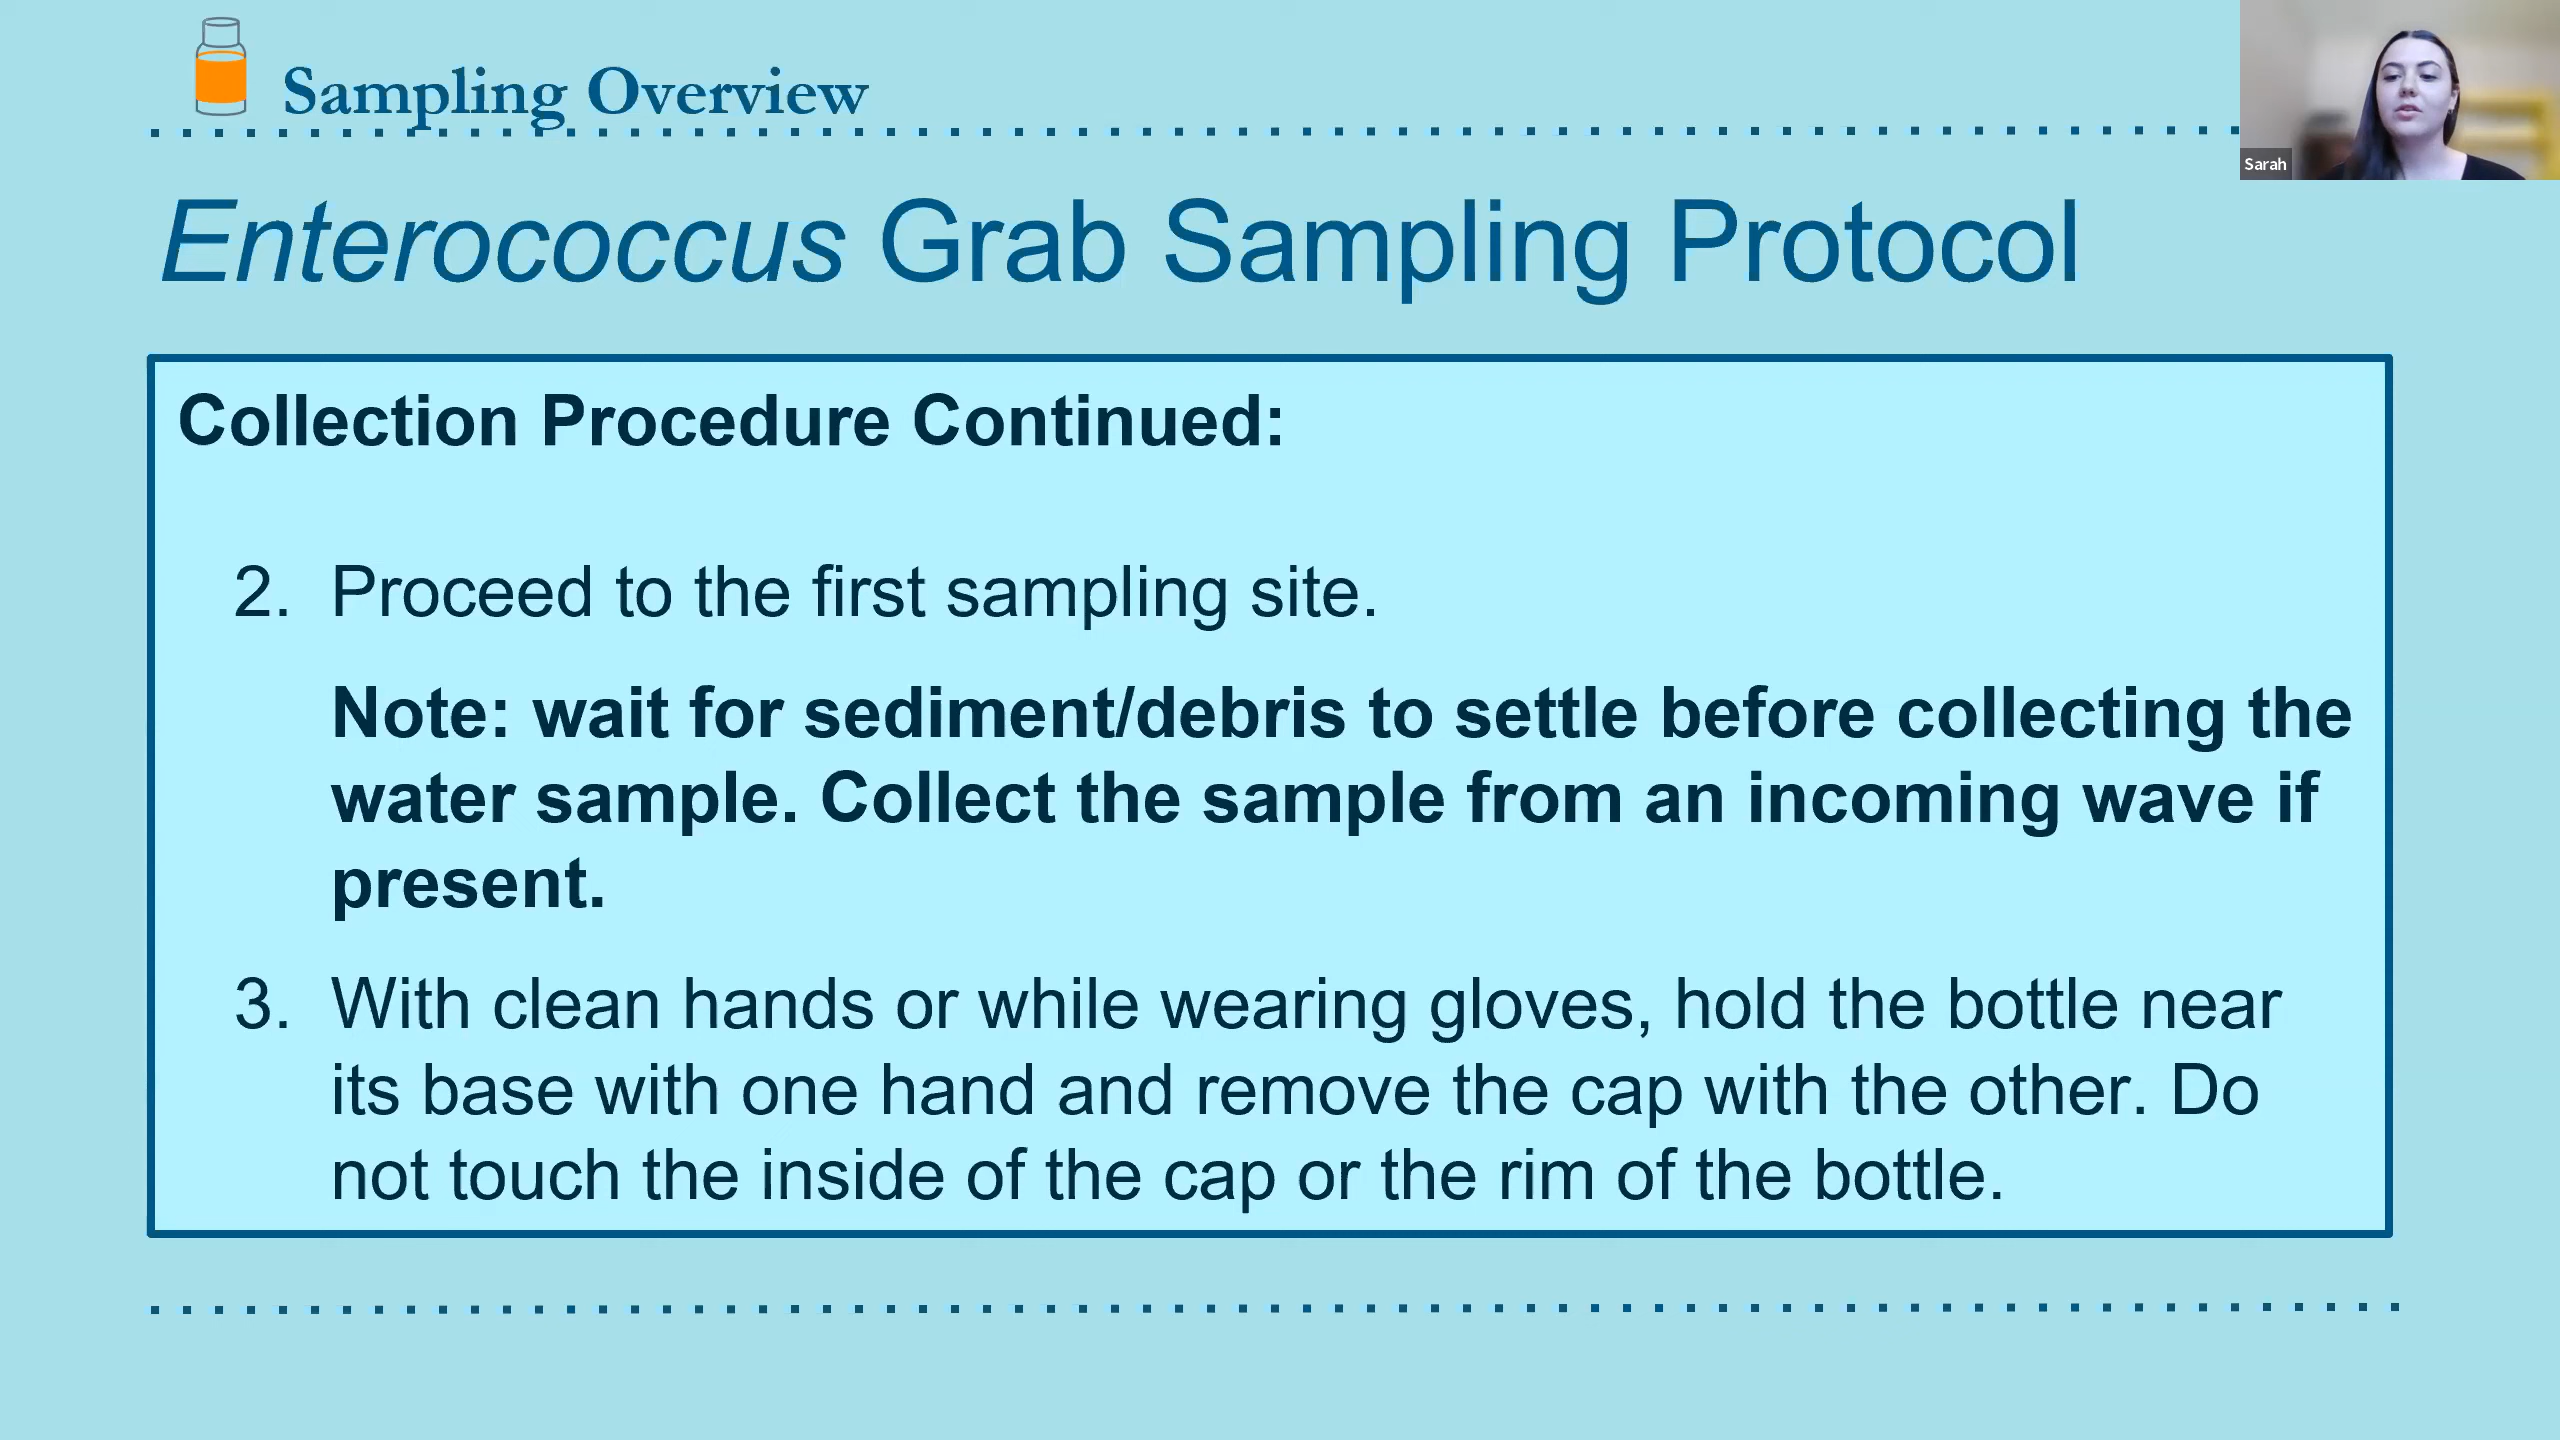 Sampling Overview
Sarah
Enterococcus Grab Sampling Protocol
Collection Procedure Continued:
2. Proceed to the first sampling site.
Note: wait for sediment/debris to settle before collecting the
water sample. Collect the sample from an incoming wave if
present.
3. With clean hands or while wearing gloves, hold the bottle near
its base with one hand and remove the cap with the other. Do
not touch the inside of the cap or the rim of the bottle.